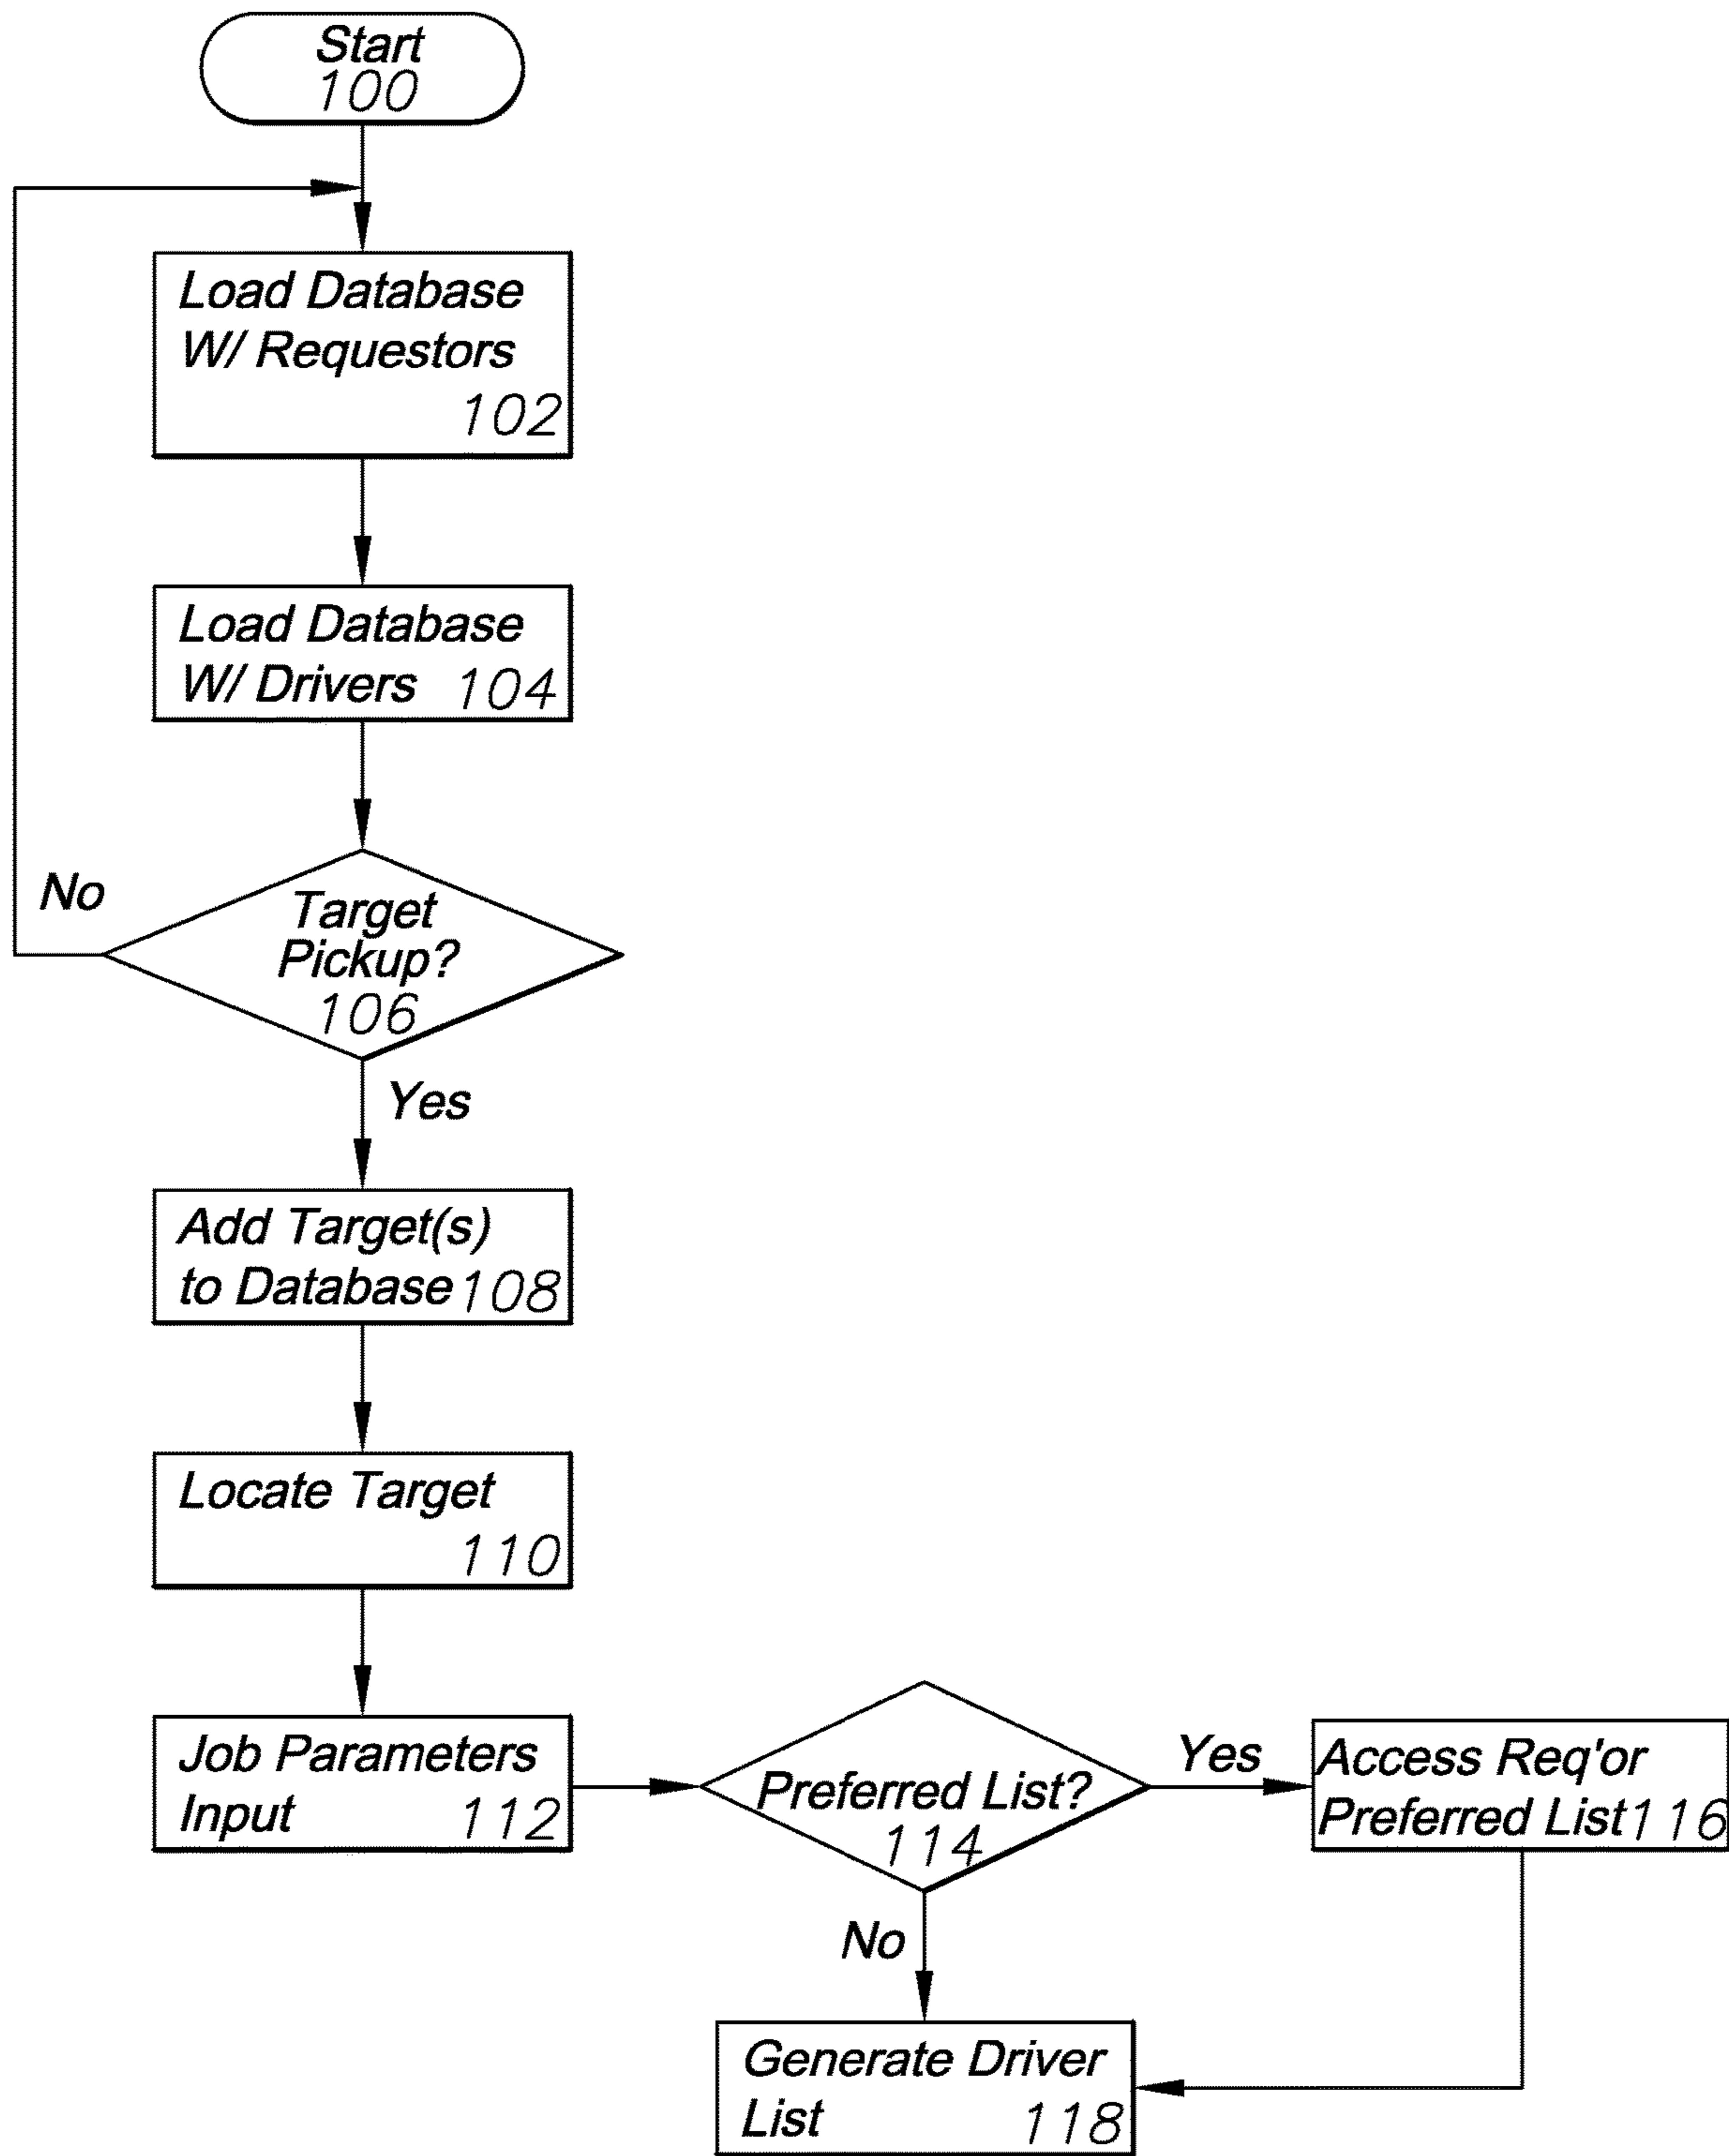 Start
100
Load Database
W/ Requestors
102
Load Database
W/ Drivers 104
No
Target
Pickup?
106
Yes
Add Target(s)
to Database 108
Locate Target
110
Job Parameters
Input 112
Preferred List?
114
Yes
Access Req'or
Preferred List 116
No
Generate Driver
List 118